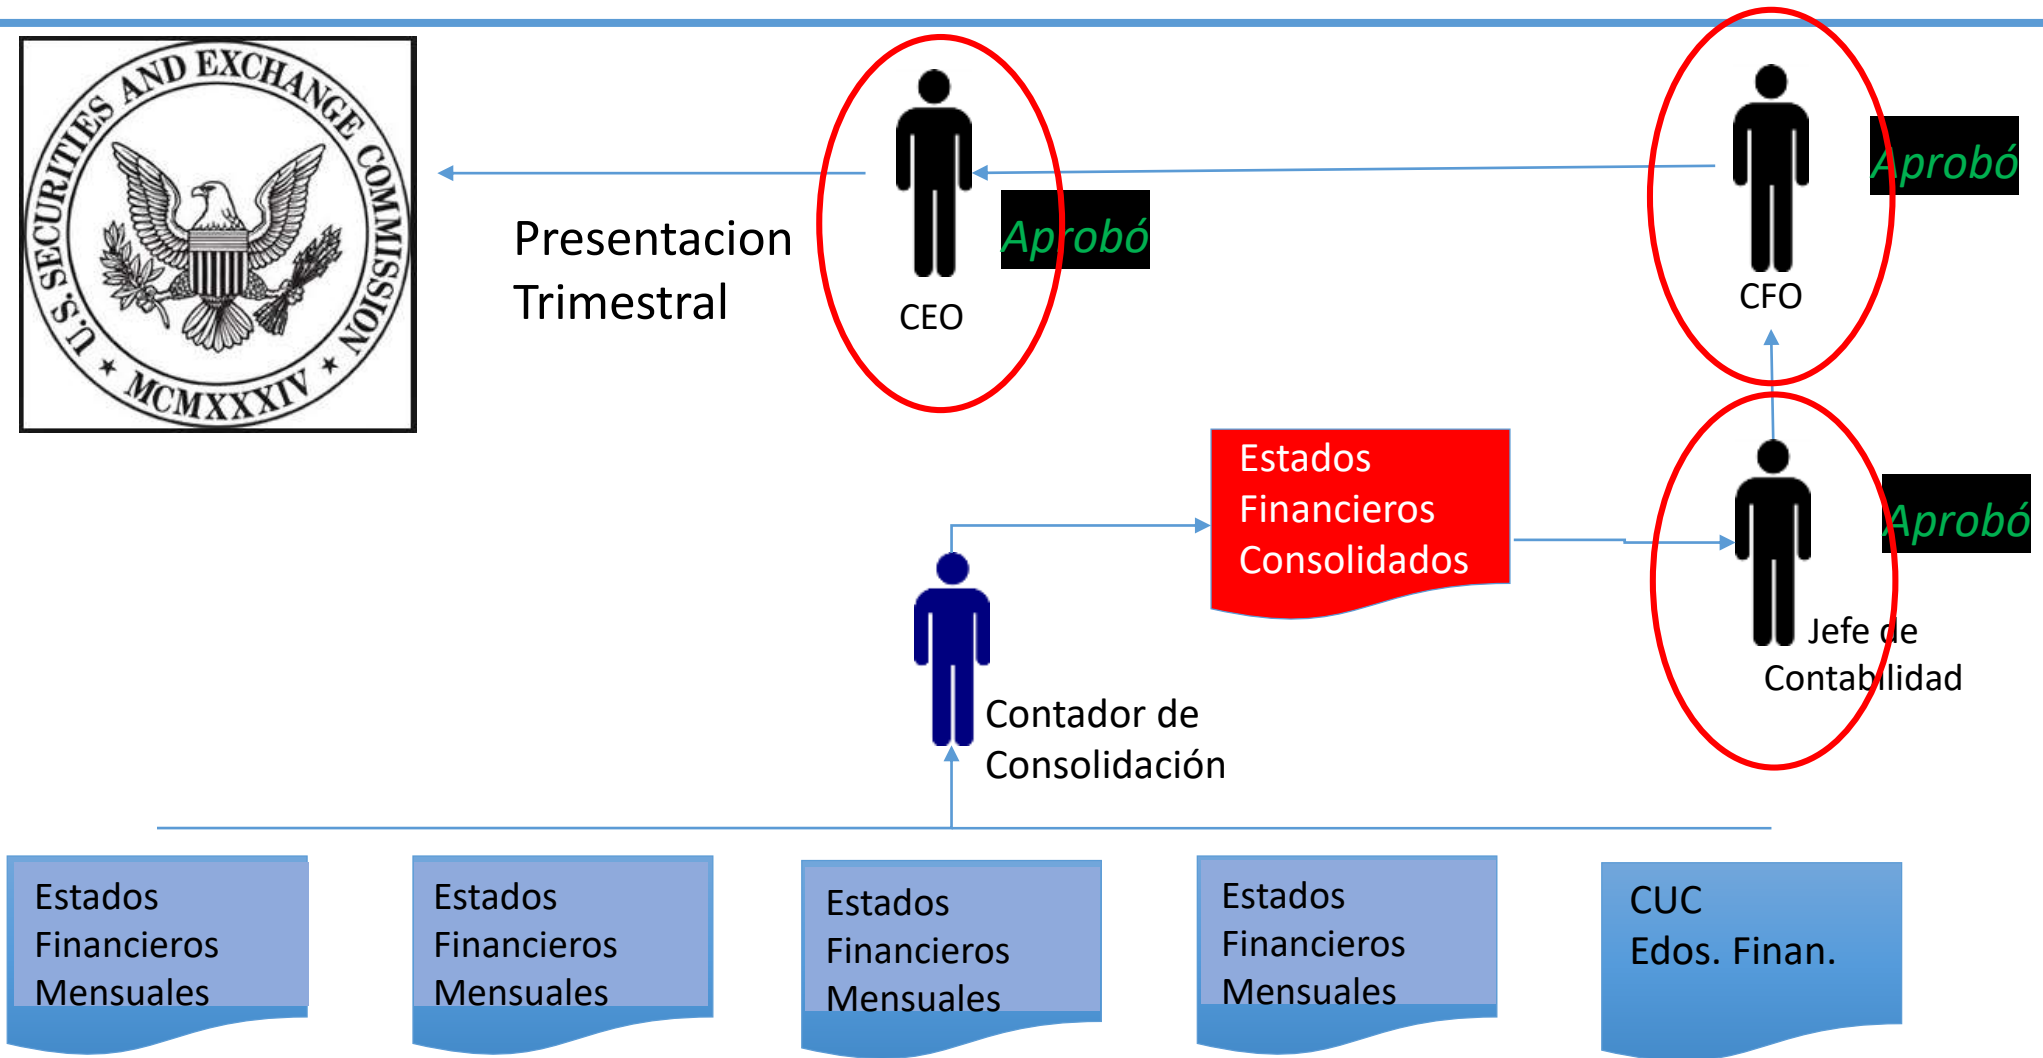 U.S. SECURITIES AND EXCHANGE COMMISSION
★ MCMXXXIV ★
Presentacion
Trimestral
CEO
Aprobó
CFO
Aprobó
Estados
Financieros
Consolidados
Jefe de
Contabilidad
Aprobó
Contador de
Consolidación
Estados
Financieros
Mensuales
Estados
Financieros
Mensuales
Estados
Financieros
Mensuales
Estados
Financieros
Mensuales
CUC
Edos. Finan.